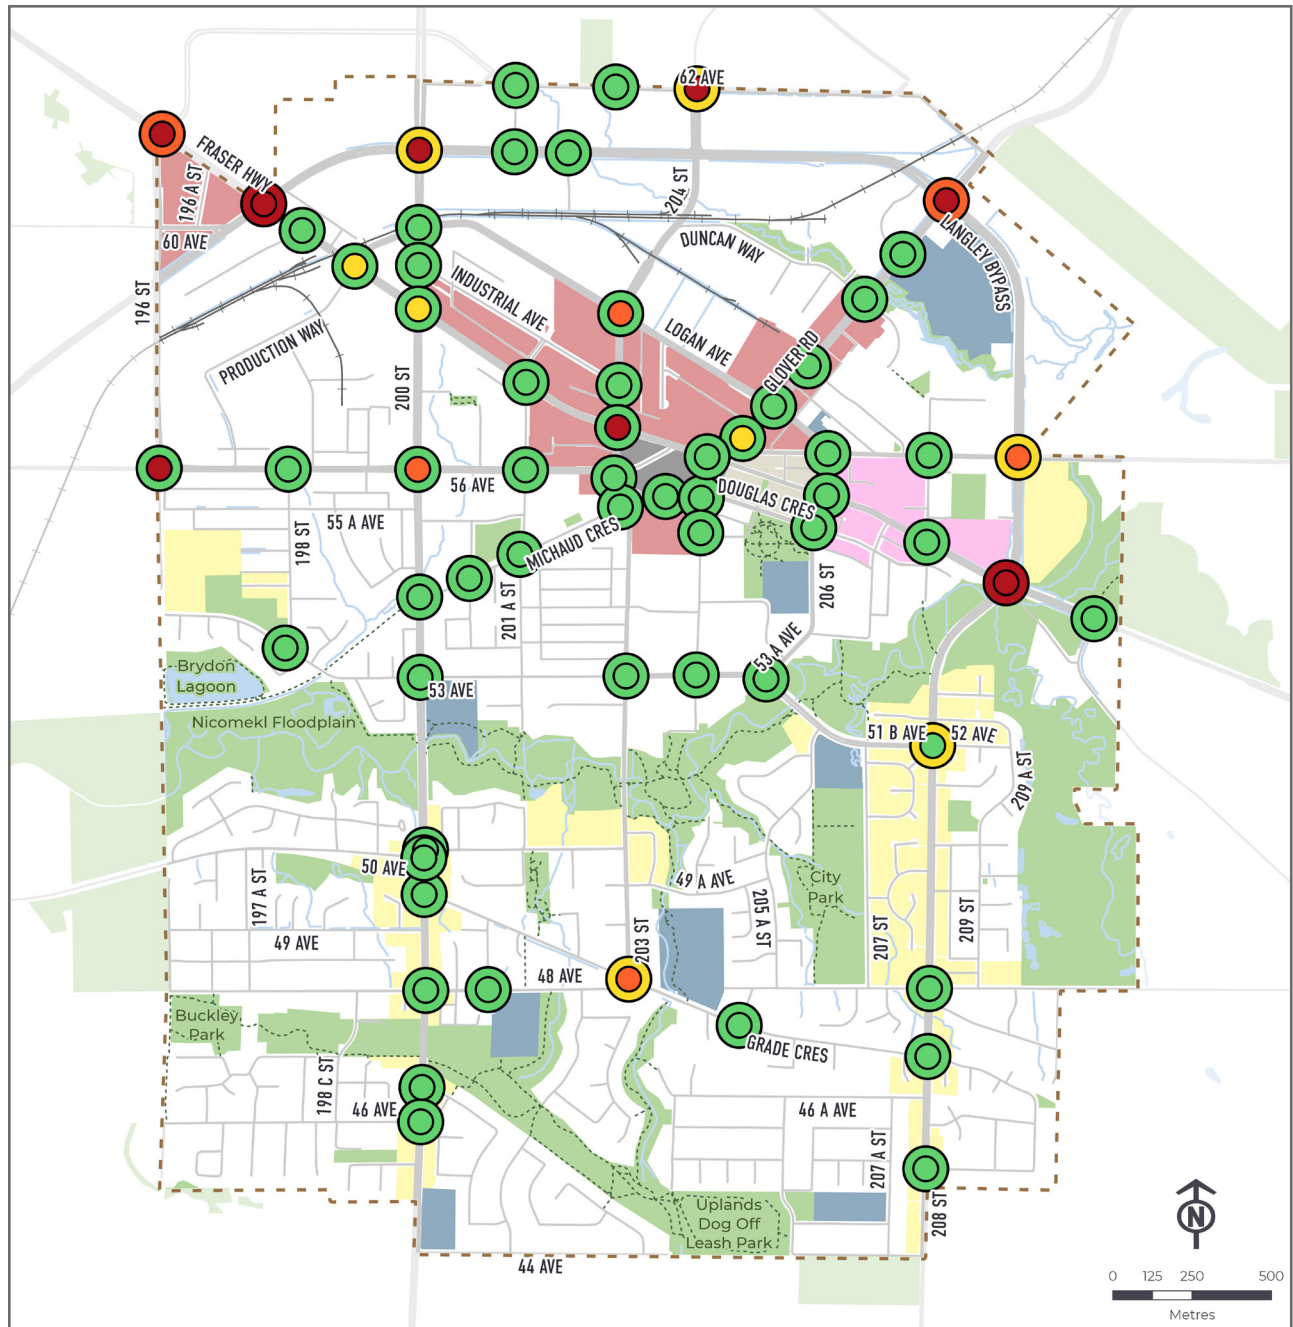 62 AVE
FRASER HWY
196 A ST
204 ST
60 AVE
DUNCAN WAY
LANGLEY BYPASS
196 ST
INDUSTRIAL AVE
LOGAN AVE
PRODUCTION WAY
GLOVER RD
200 ST
56 AVE
DOUGLAS CRES
55 A AVE
198 ST
MICHAUD CRES
201 A ST
206 ST
53 A AVE
Brydon
Lagoon
53 AVE
Nicomekl Floodplain
51 B AVE
52 AVE
209 A ST
50 AVE
197 A ST
49 A AVE
City
Park
205 A ST
207 ST
209 ST
49 AVE
203 ST
48 AVE
Buckley
Park
GRADE CRES
198 C ST
46 AVE
46 A AVE
207 A ST
208 ST
Uplands
Dog Off
Leash Park
44 AVE
N
0 125 250 500
Metres